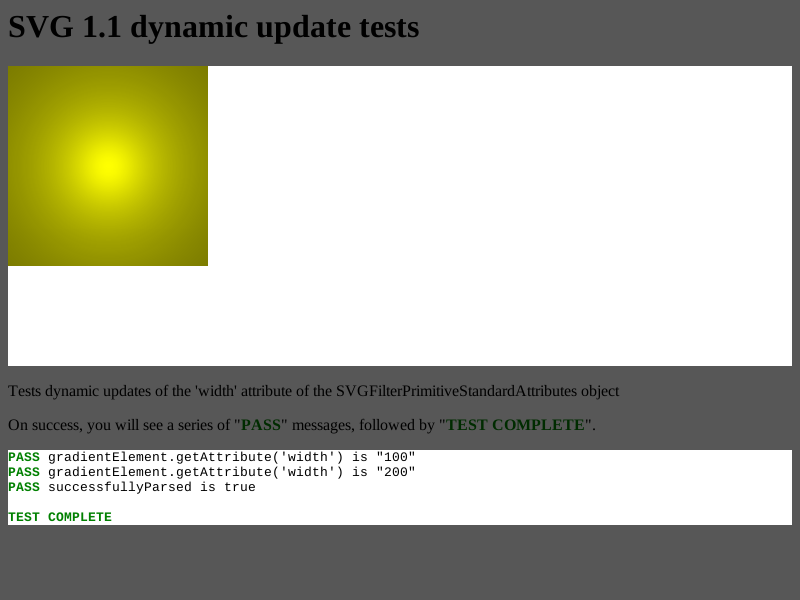 SVG 1.1 dynamic update tests
Tests dynamic updates of the 'width' attribute of the SVGFilterPrimitiveStandardAttributes object
On success, you will see a series of "PASS" messages, followed by "TEST COMPLETE".
PASS gradientElement.getAttribute('width') is "100"
PASS gradientElement.getAttribute('width') is "200"
PASS successfullyParsed is true
TEST COMPLETE